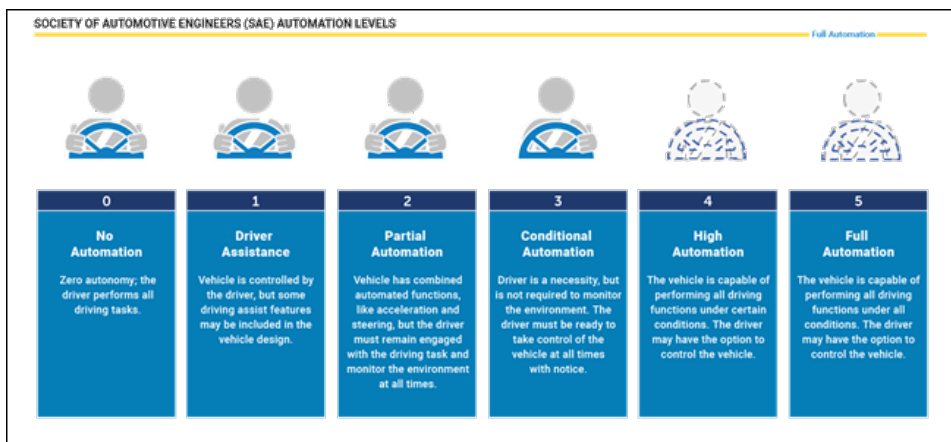 SOCIETY OF AUTOMOTIVE ENGINEERS (SAE) AUTOMATION LEVELS
Full Automation
0
No
Automation
Zero autonomy; the
driver performs all
driving tasks.
1
Driver
Assistance
Vehicle is controlled by
the driver, but some
driving assist features
may be included in the
vehicle design.
2
Partial
Automation
Vehicle has combined
automated functions,
like acceleration and
steering, but the driver
must remain engaged
with the driving task and
monitor the environment
at all times.
3
Conditional
Automation
Driver is a necessity, but
is not required to monitor
the environment. The
driver must be ready to
take control of the
vehicle at all times
with notice.
4
High
Automation
The vehicle is capable of
performing all driving
functions under certain
conditions. The driver
may have the option to
control the vehicle.
5
Full
Automation
The vehicle is capable of
performing all driving
functions under all
conditions. The driver
may have the option to
control the vehicle.